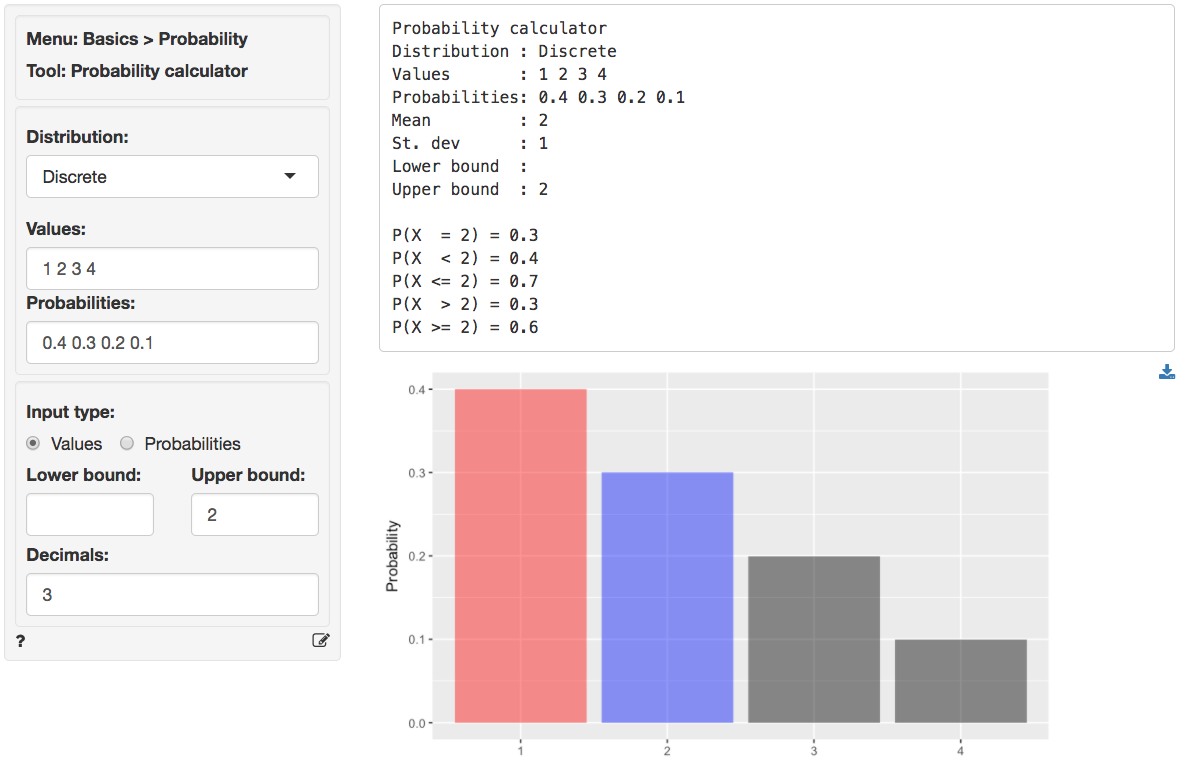 Menu: Basics > Probability
Tool: Probability calculator
Distribution:
Discrete
Values:
1 2 3 4
Probabilities:
0.4 0.3 0.2 0.1
Input type:
Values Probabilities
Lower bound: Upper bound:
2
Decimals:
3
?
Probability calculator
Distribution : Discrete
Values       : 1 2 3 4
Probabilities: 0.4 0.3 0.2 0.1
Mean         : 2
St. dev      : 1
Lower bound  :
Upper bound  : 2
P(X  = 2) = 0.3
P(X  < 2) = 0.4
P(X <= 2) = 0.7
P(X  > 2) = 0.3
P(X >= 2) = 0.6
Probability
0.4
0.3
0.2
0.1
0.0
1 2 3 4